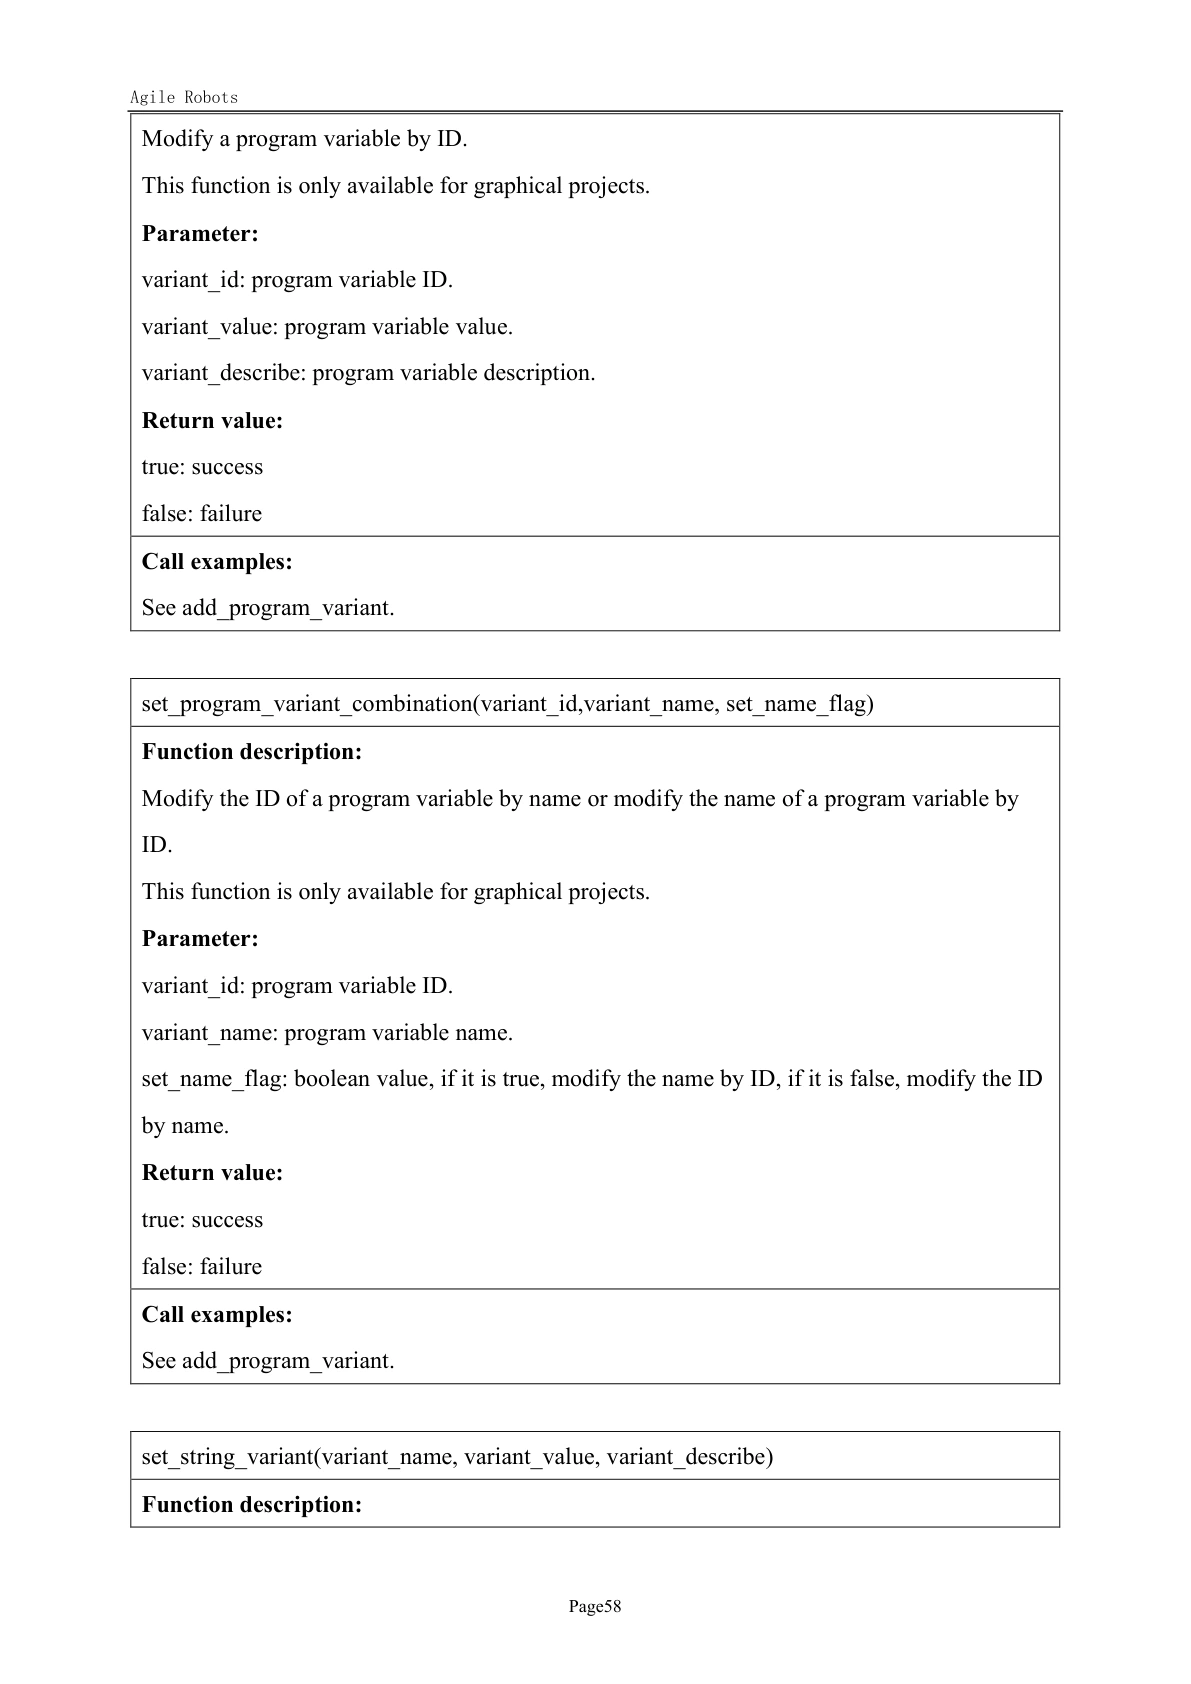 Agile Robots
Modify a program variable by ID.
This function is only available for graphical projects.
Parameter:
variant_id: program variable ID.
variant_value: program variable value.
variant_describe: program variable description.
Return value:
true: success
false: failure
Call examples:
See add_program_variant.
set_program_variant_combination(variant_id,variant_name, set_name_flag)
Function description:
Modify the ID of a program variable by name or modify the name of a program variable by
ID.
This function is only available for graphical projects.
Parameter:
variant_id: program variable ID.
variant_name: program variable name.
set_name_flag: boolean value, if it is true, modify the name by ID, if it is false, modify the ID
by name.
Return value:
true: success
false: failure
Call examples:
See add_program_variant.
set_string_variant(variant_name, variant_value, variant_describe)
Function description:
Page58